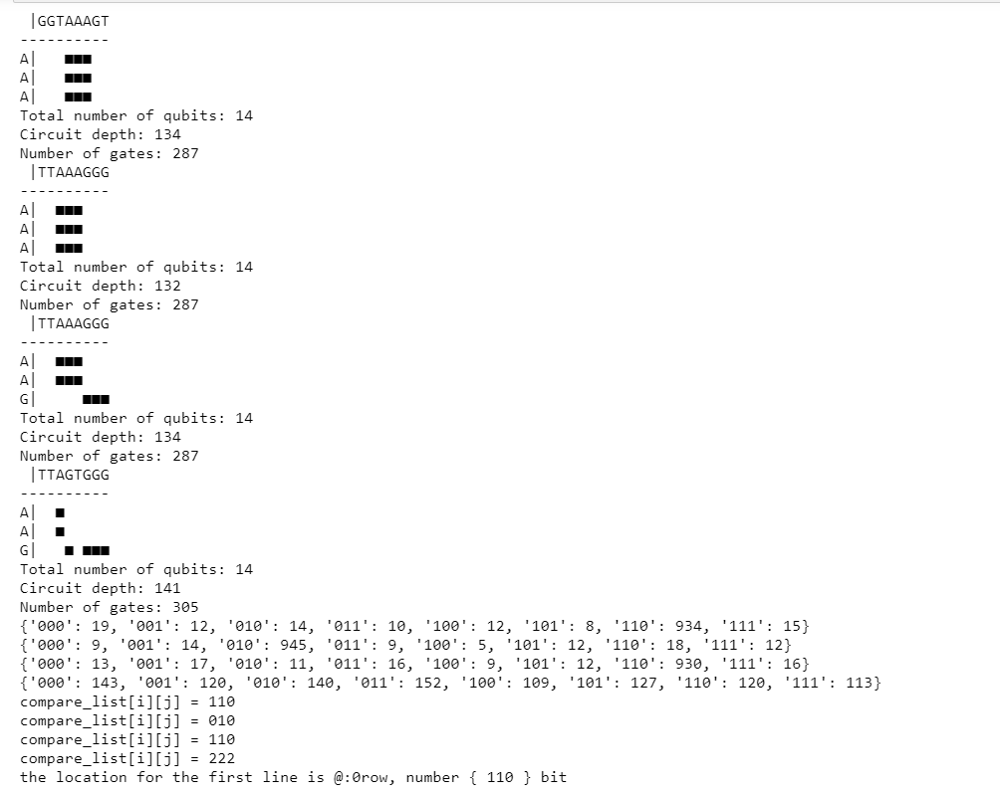 |GGTAAAGT
----------
A|   ■■■
A|   ■■■
A|   ■■■
Total number of qubits: 14
Circuit depth: 134
Number of gates: 287
|TTAAAGGG
----------
A|  ■■■
A|  ■■■
A|  ■■■
Total number of qubits: 14
Circuit depth: 132
Number of gates: 287
|TTAAAGGG
----------
A|  ■■■
A|  ■■■
G|     ■■■
Total number of qubits: 14
Circuit depth: 134
Number of gates: 287
|TTAGTGGG
----------
A|  ■
A|  ■
G|   ■ ■■■
Total number of qubits: 14
Circuit depth: 141
Number of gates: 305
{'000': 19, '001': 12, '010': 14, '011': 10, '100': 12, '101': 8, '110': 934, '111': 15}
{'000': 9, '001': 14, '010': 945, '011': 9, '100': 5, '101': 12, '110': 18, '111': 12}
{'000': 13, '001': 17, '010': 11, '011': 16, '100': 9, '101': 12, '110': 930, '111': 16}
{'000': 143, '001': 120, '010': 140, '011': 152, '100': 109, '101': 127, '110': 120, '111': 113}
compare_list[i][j] = 110
compare_list[i][j] = 010
compare_list[i][j] = 110
compare_list[i][j] = 222
the location for the first line is @:0row, number { 110 } bit